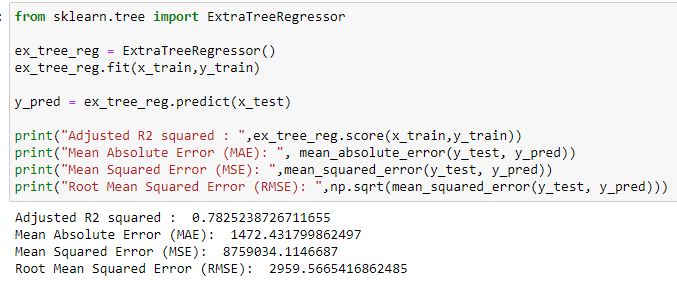 : from sklearn.tree import ExtraTreeRegressor
ex_tree_reg = ExtraTreeRegressor()
ex_tree_reg.fit(x_train,y_train)
y_pred = ex_tree_reg.predict(x_test)
print("Adjusted R2 squared : ",ex_tree_reg.score(x_train,y_train))
print("Mean Absolute Error (MAE): ", mean_absolute_error(y_test, y_pred))
print("Mean Squared Error (MSE): ",mean_squared_error(y_test, y_pred))
print("Root Mean Squared Error (RMSE): ",np.sqrt(mean_squared_error(y_test, y_pred)))
Adjusted R2 squared :  0.7825238726711655
Mean Absolute Error (MAE):  1472.431799862497
Mean Squared Error (MSE):  8759034.1146687
Root Mean Squared Error (RMSE):  2959.5665416862485